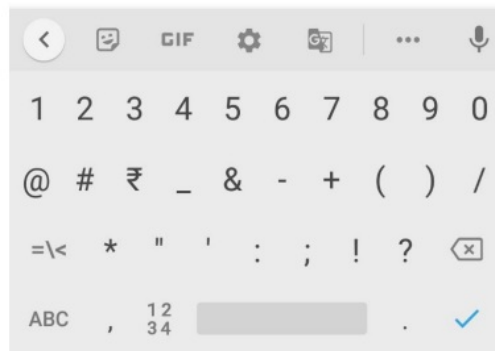 GIF
1 2 3 4 5 6 7 8 9 0
@ # ₹ _ & - + ( ) /
=\< * " ' : ; ! ?
ABC , 12 34 .